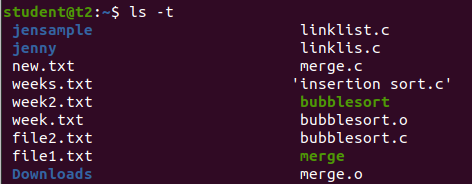 student@t2:~$ ls -t
jensample linklist.c
jenny linklis.c
new.txt merge.c
weeks.txt 'insertion sort.c'
week2.txt bubblesort
week.txt bubblesort.o
file2.txt bubblesort.c
file1.txt merge
Downloads merge.o